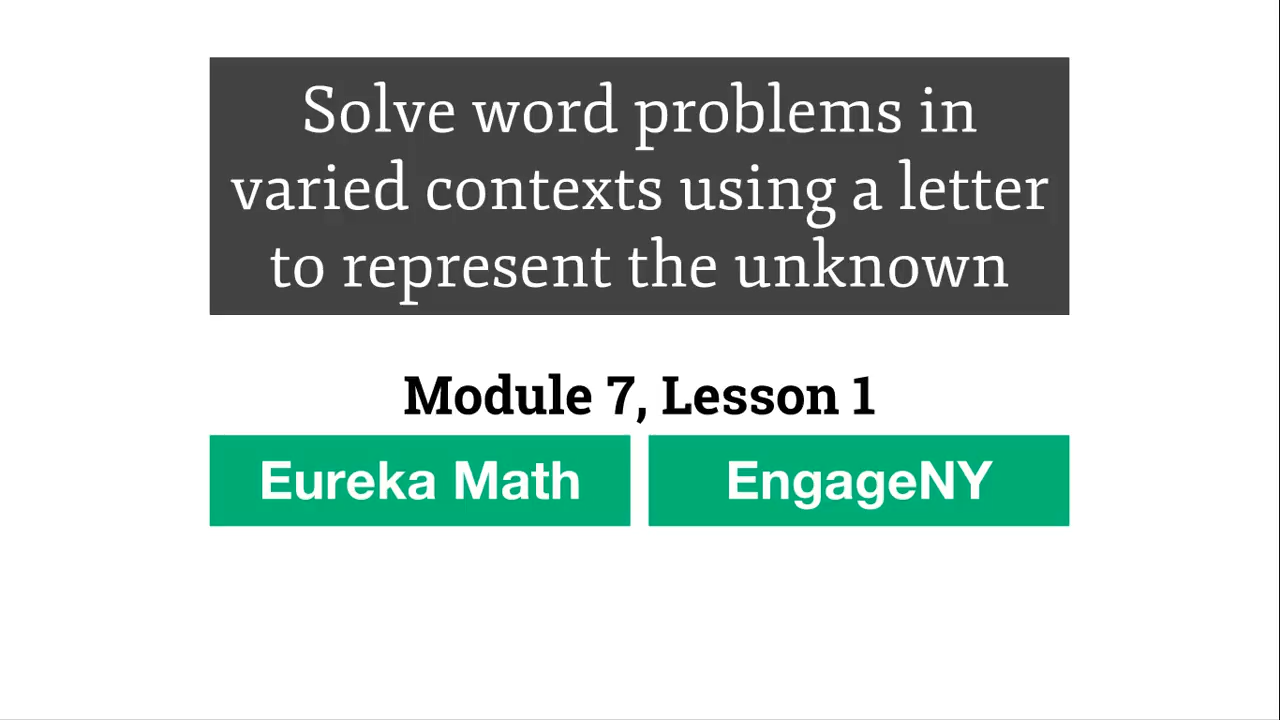 Solve word problems in
varied contexts using a letter
to represent the unknown
Module 7, Lesson 1
Eureka Math
EngageNY